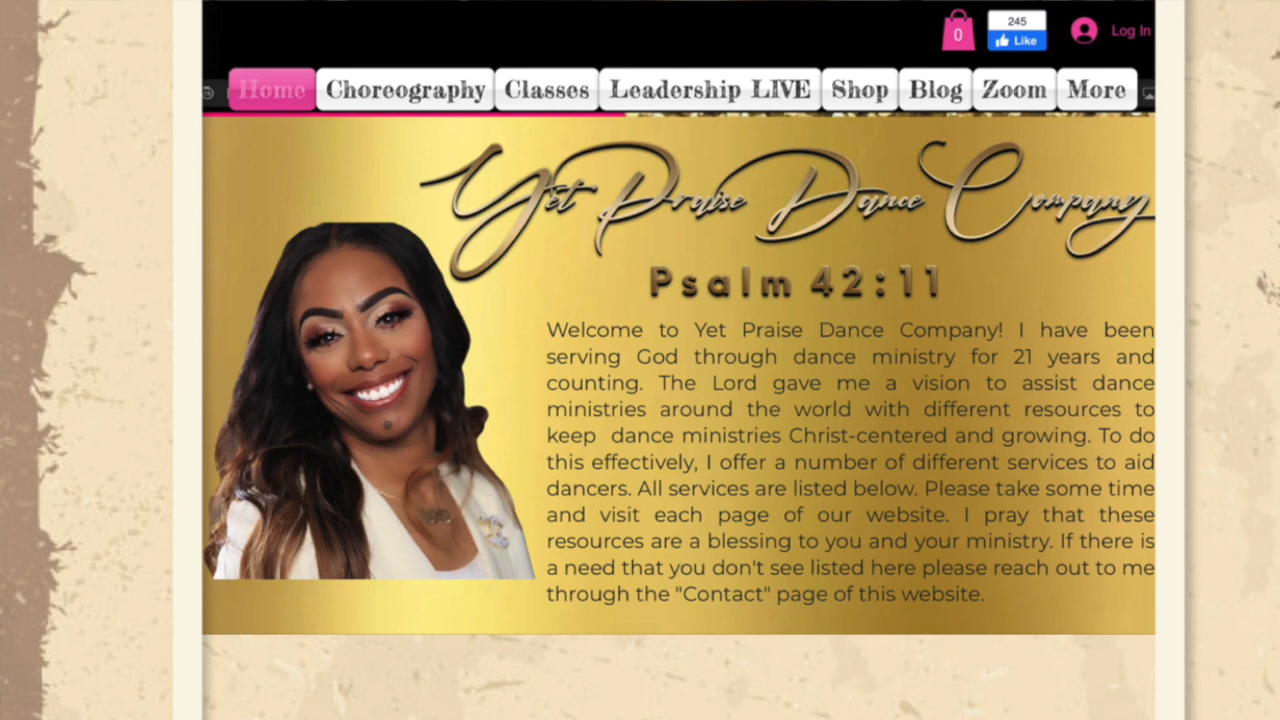 245
0
Like
Log In
Home Choreography Classes Leadership LIVE Shop Blog Zoom More
Yet Praise Dance Company
Psalm 42:11
Welcome to Yet Praise Dance Company! I have been
serving God through dance ministry for 21 years and
counting. The Lord gave me a vision to assist dance
ministries around the world with different resources to
keep dance ministries Christ-centered and growing. To do
this effectively, I offer a number of different services to aid
dancers. All services are listed below. Please take some time
and visit each page of our website. I pray that these
resources are a blessing to you and your ministry. If there is
a need that you don't see listed here please reach out to me
through the "Contact" page of this website.